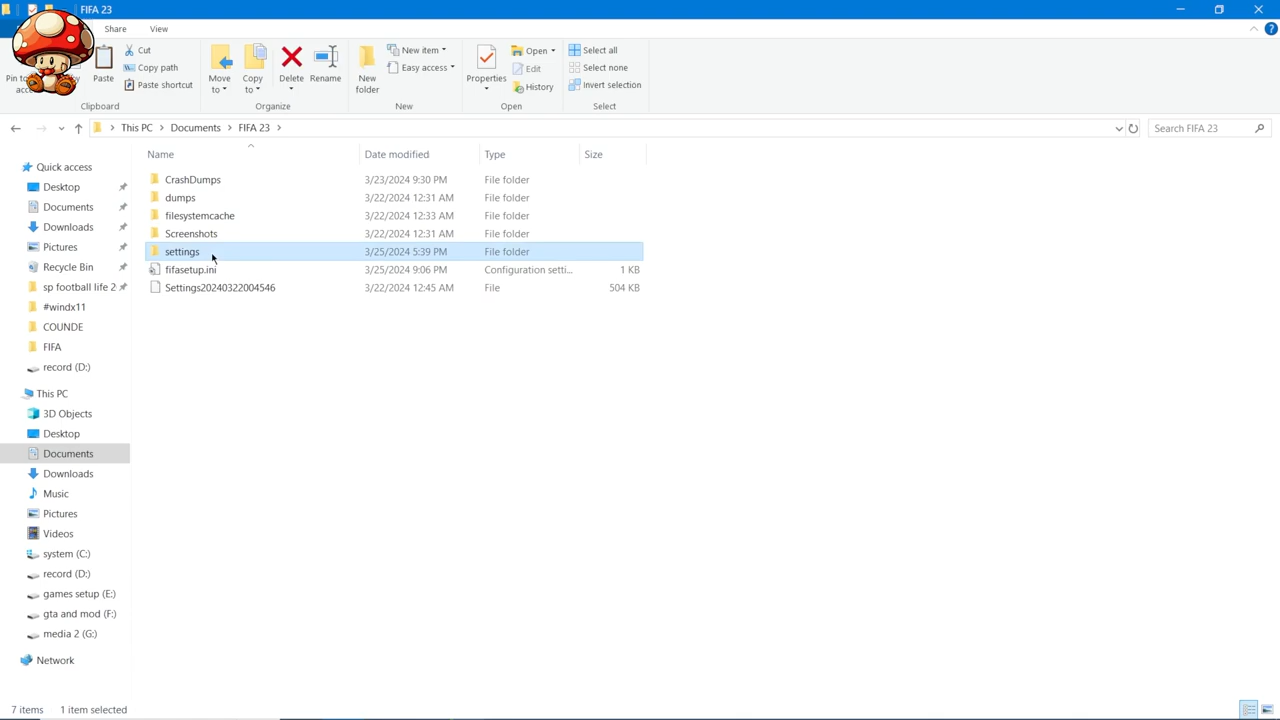 FIFA 23
Share View
Pin to
Paste
Cut
Copy path
Paste shortcut
Clipboard
Move
to
Copy
to
Delete
Rename
Organize
New
folder
New item
Easy access
New
Properties
Open
Edit
History
Open
Select all
Select none
Invert selection
Select
This PC > Documents > FIFA 23 >
Search FIFA 23
Name Date modified Type Size
CrashDumps 3/23/2024 9:30 PM File folder
dumps 3/22/2024 12:31 AM File folder
filesystemcache 3/22/2024 12:33 AM File folder
Screenshots 3/22/2024 12:31 AM File folder
settings 3/25/2024 5:39 PM File folder
fifasetup.ini 3/25/2024 9:06 PM Configuration setti... 1 KB
Settings20240322004546 3/22/2024 12:45 AM File 504 KB
Quick access
Desktop
Documents
Downloads
Pictures
Recycle Bin
sp football life 2
#windx11
COUNDE
FIFA
record (D:)
This PC
3D Objects
Desktop
Documents
Downloads
Music
Pictures
Videos
system (C:)
record (D:)
games setup (E:)
gta and mod (F:)
media 2 (G:)
Network
7 items 1 item selected